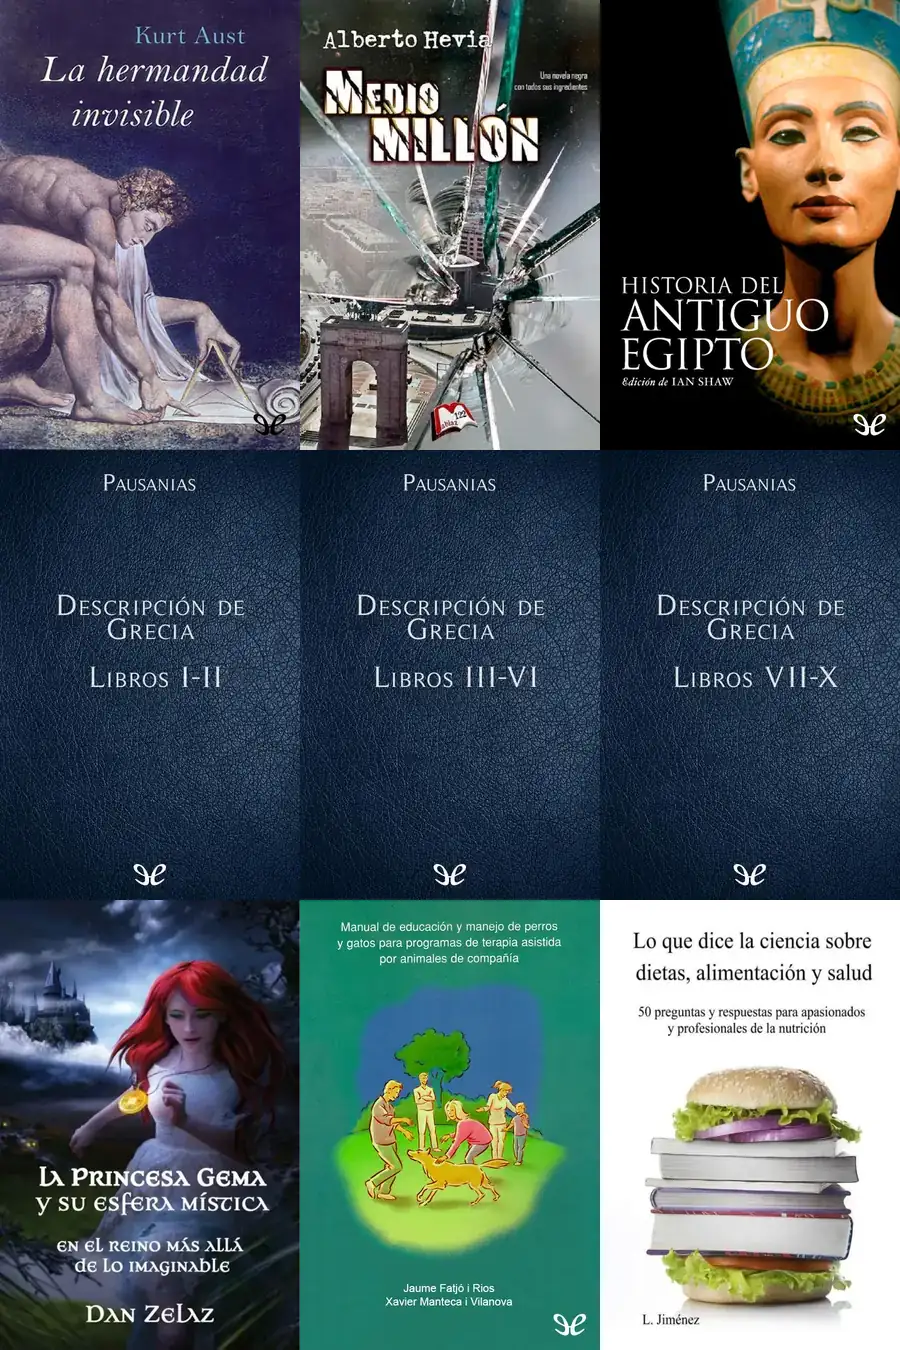 Kurt Aust
La hermandad
invisible
Alberto Hevia
Una novela negra
con todos sus ingredientes
MEDIO
MILLÓN
122
HISTORIA DEL
ANTIGUO
EGIPTO
Edición de IAN SHAW
PAUSANIAS
DESCRIPCIÓN DE
GRECIA
LIBROS I-II
PAUSANIAS
DESCRIPCIÓN DE
GRECIA
LIBROS III-VI
PAUSANIAS
DESCRIPCIÓN DE
GRECIA
LIBROS VII-X
LA PRINCESA GEMA
Y SU ESFERA MÍSTICA
EN EL REINO MÁS ALLÁ
DE LO IMAGINABLE
DAN ZELAZ
Manual de educación y manejo de perros
y gatos para programas de terapia asistida
por animales de compañía
Jaume Fatjó i Rios
Xavier Manteca i Vilanova
Lo que dice la ciencia sobre
dietas, alimentación y salud
50 preguntas y respuestas para apasionados
y profesionales de la nutrición
L. Jiménez